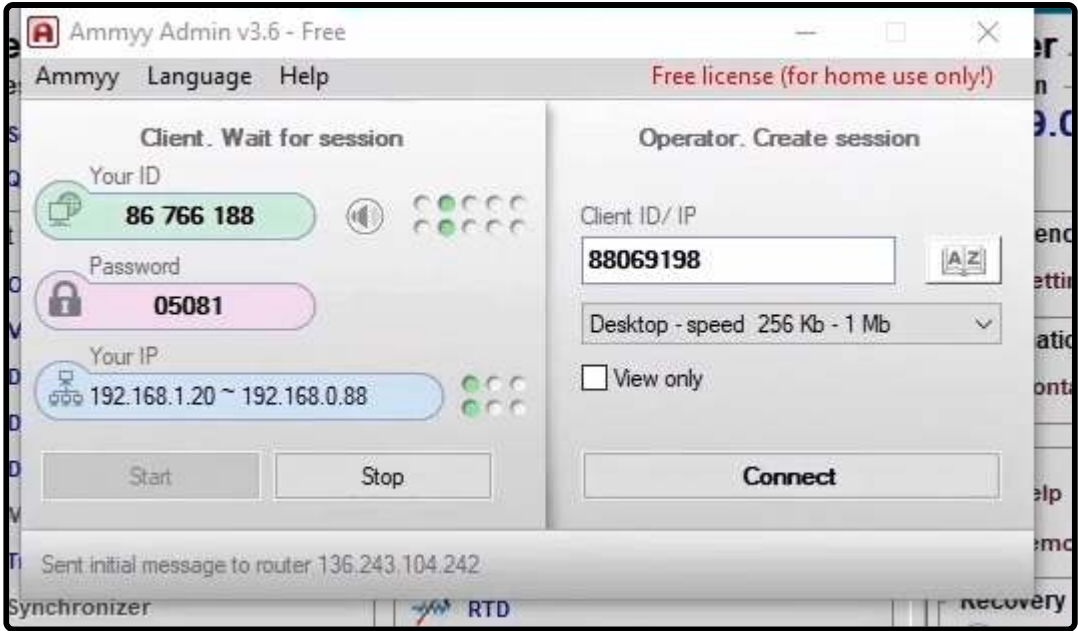 Ammyy Admin v3.6 - Free
Ammyy Language Help
Free license (for home use only!)
Client. Wait for session
Your ID
86 766 188
Password
05081
Your IP
192.168.1.20 ~ 192.168.0.88
Start
Stop
Operator. Create session
Client ID/ IP
88069198
AZ
Desktop - speed 256 Kb - 1 Mb
View only
Connect
Sent initial message to router 136.243.104.242
Synchronizer
RTD
Recovery